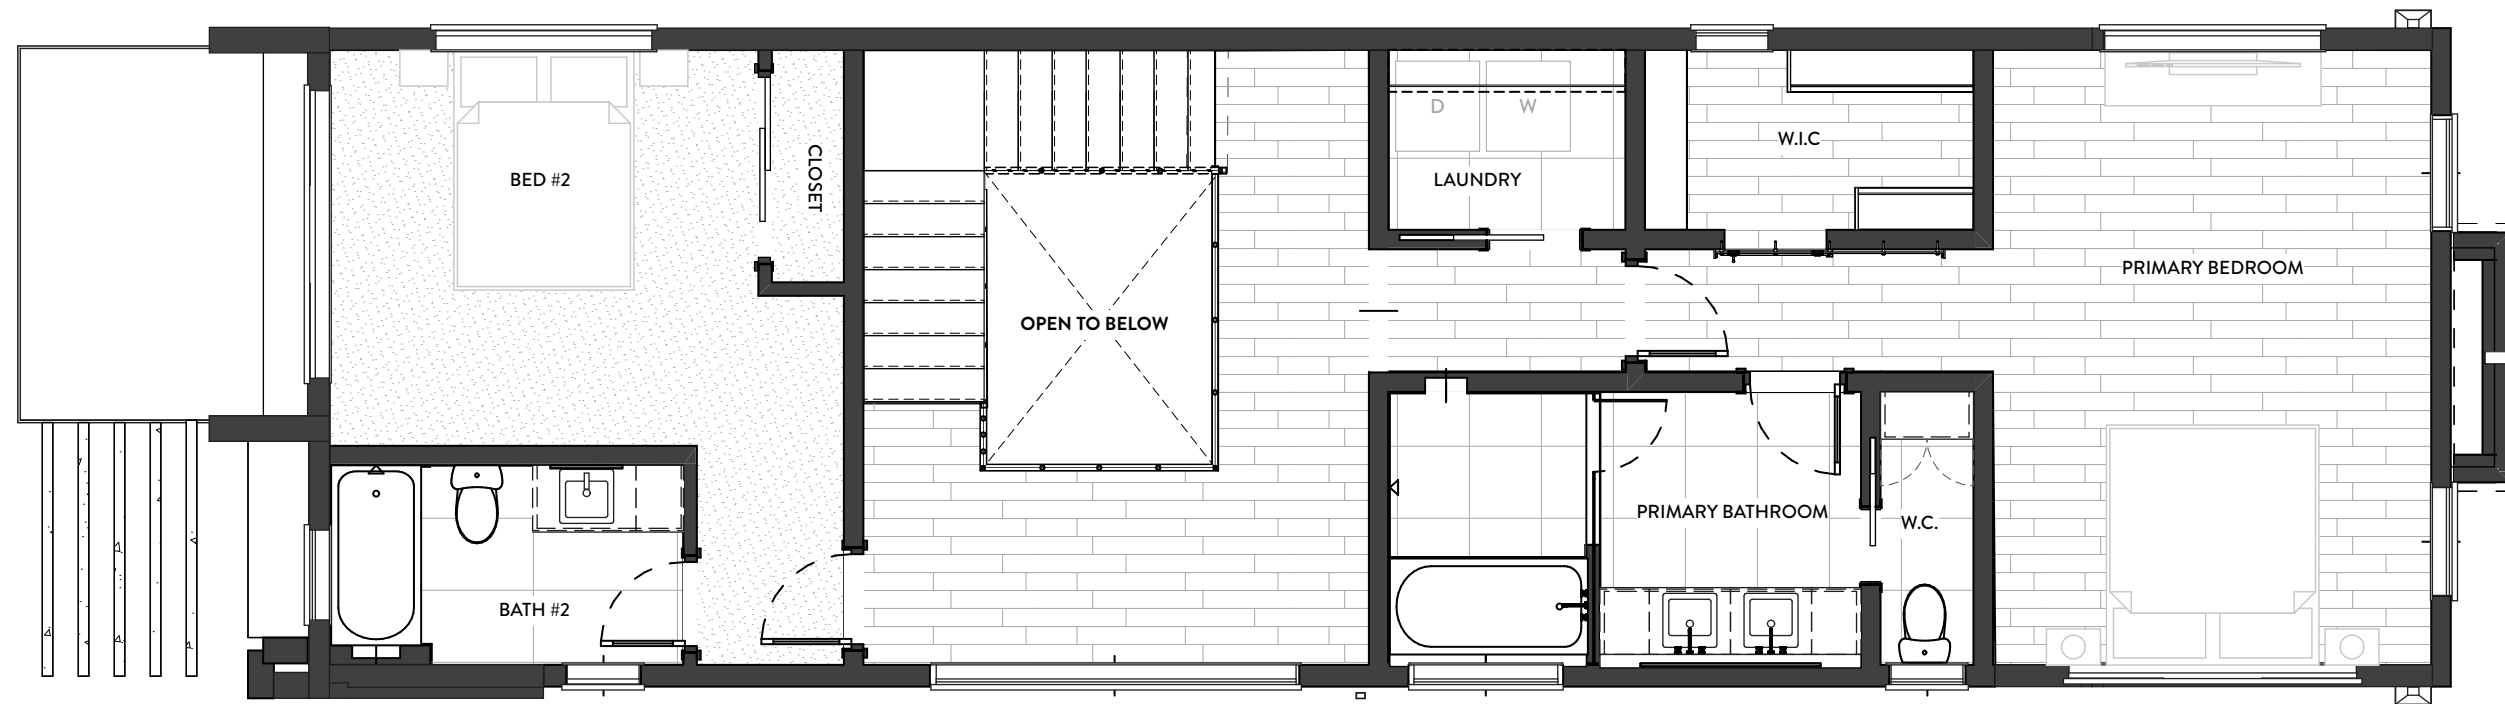 BED #2
CLOSET
OPEN TO BELOW
D
W
LAUNDRY
W.I.C
PRIMARY BEDROOM
BATH #2
PRIMARY BATHROOM
W.C.